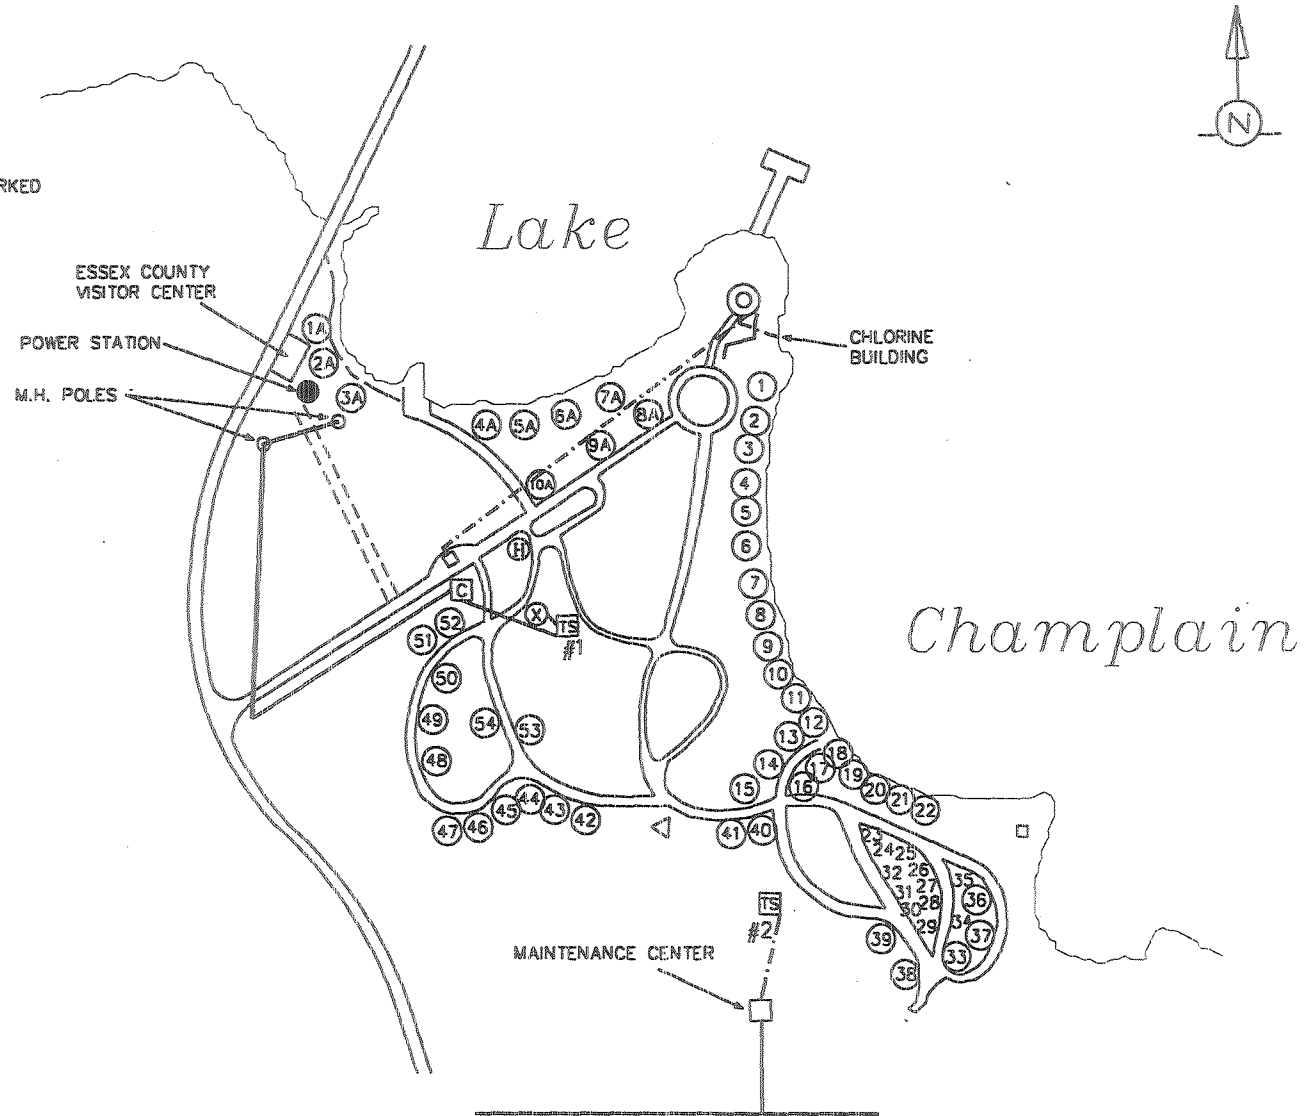 N
RKED
Lake
ESSEX COUNTY
VISITOR CENTER
1A
POWER STATION
2A
CHLORINE
BUILDING
M.H. POLES
3A
7A
1
4A
5A
6A
8A
2
9A
3
10A
4
5
H
6
C
7
X
TS
#1
8
52
51
Champlain
9
50
10
11
49
54
53
12
13
48
14
18
17
19
15
16
20
21
22
47
46
45
44
43
42
41
40
23
24
25
32
26
27
35
31
28
36
30
34
29
TS
#2
39
37
MAINTENANCE CENTER
33
38